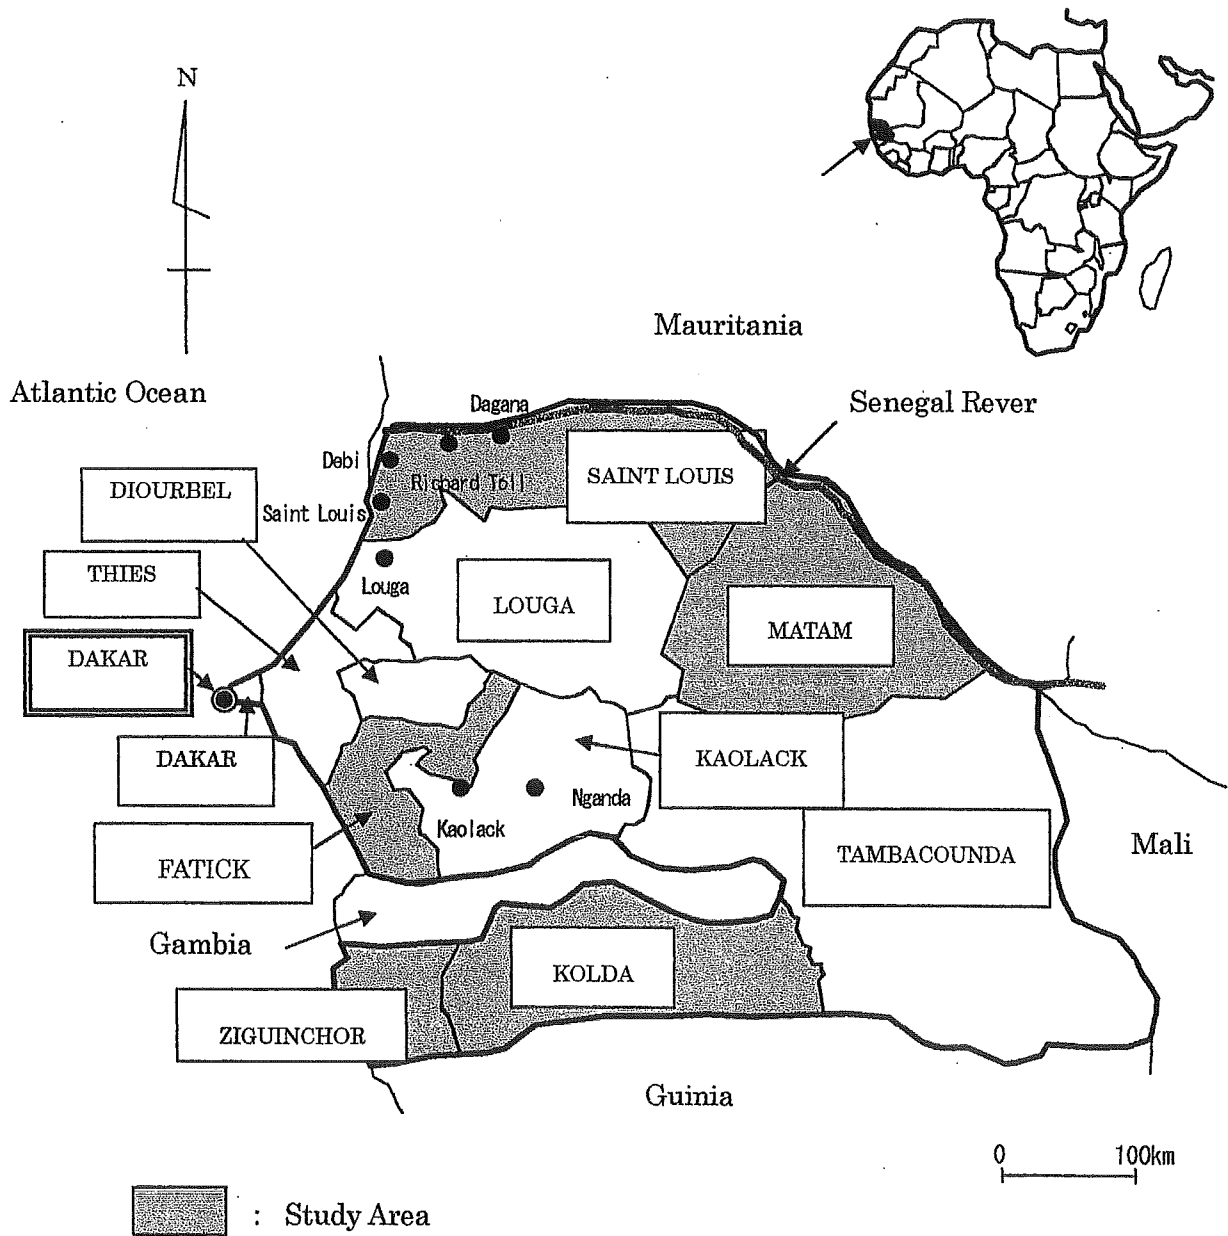 N
Mauritania
Atlantic Ocean
Dagana
Senegal Rever
Debi
Richard Toll
SAINT LOUIS
DIOURBEL
Saint Louis
THIES
Louga
LOUGA
MATAM
DAKAR
DAKAR
KAOLACK
Nganda
Kaolack
TAMBACOUNDA
Mali
FATICK
Gambia
KOLDA
ZIGUINCHOR
Guinia
0 100km
: Study Area